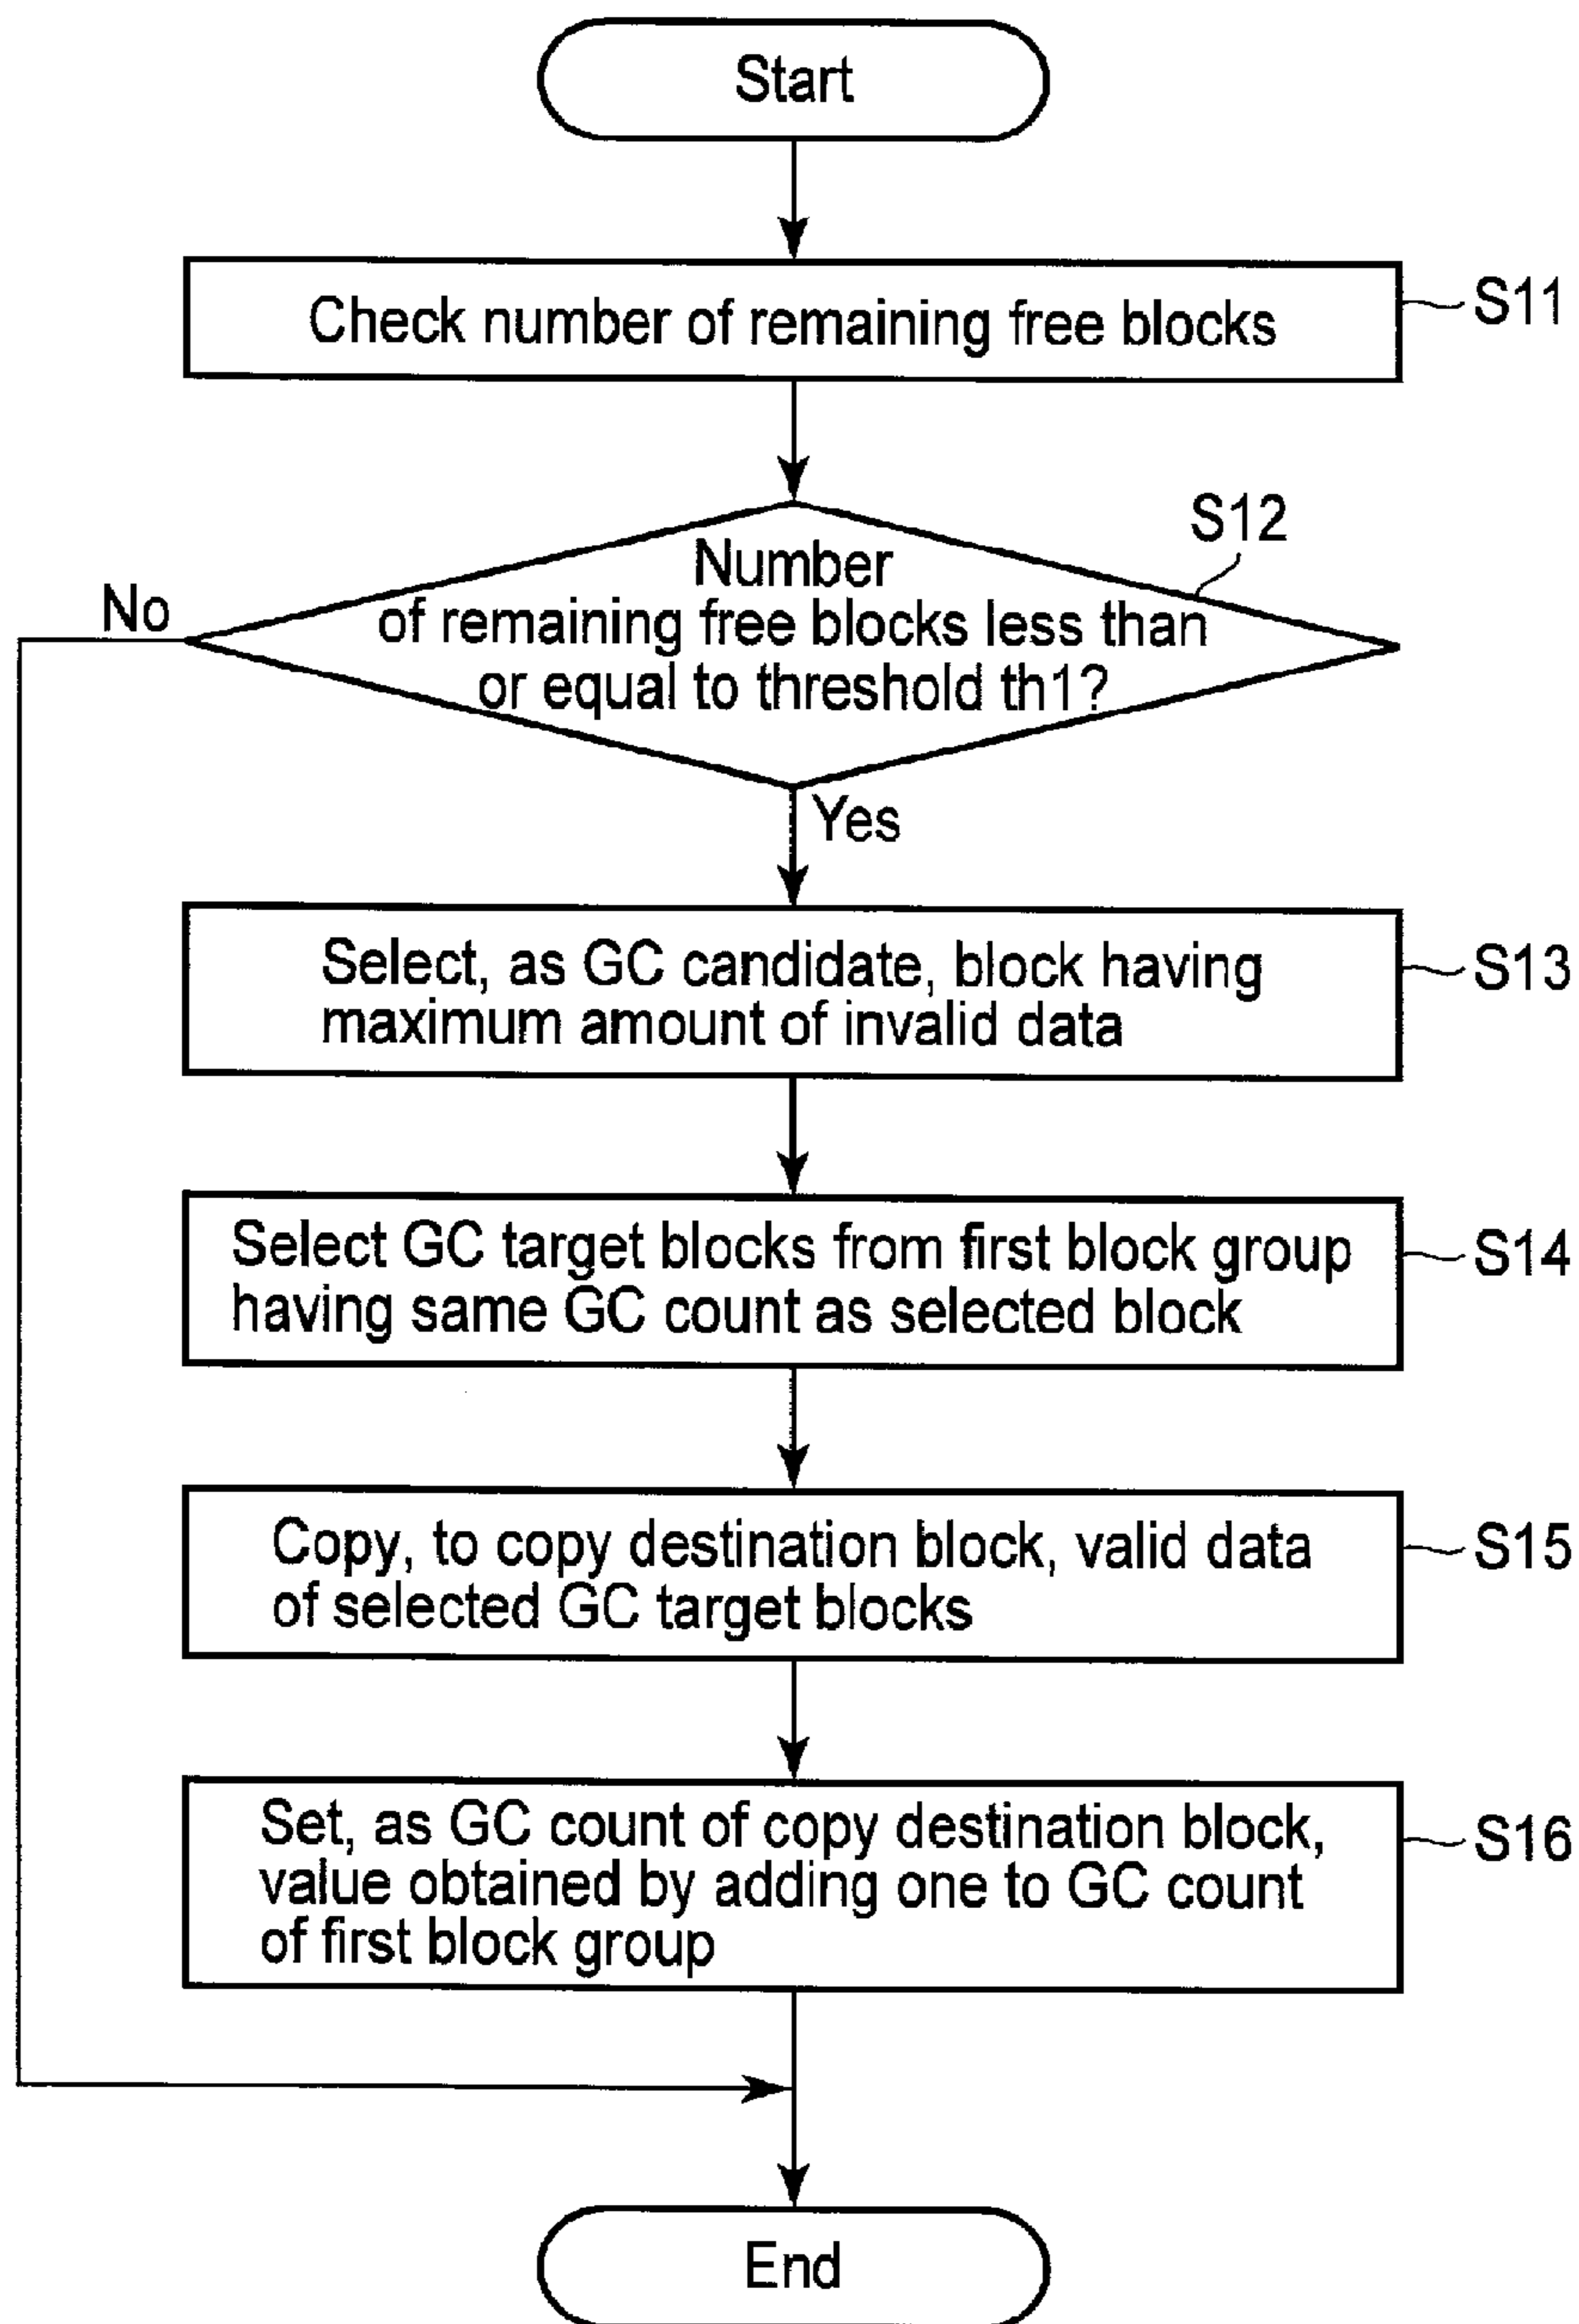 Start
Check number of remaining free blocks
S11
S12
Number
of remaining free blocks less than
or equal to threshold th1?
No
Yes
Select, as GC candidate, block having
maximum amount of invalid data
S13
Select GC target blocks from first block group
having same GC count as selected block
S14
Copy, to copy destination block, valid data
of selected GC target blocks
S15
Set, as GC count of copy destination block,
value obtained by adding one to GC count
of first block group
S16
End